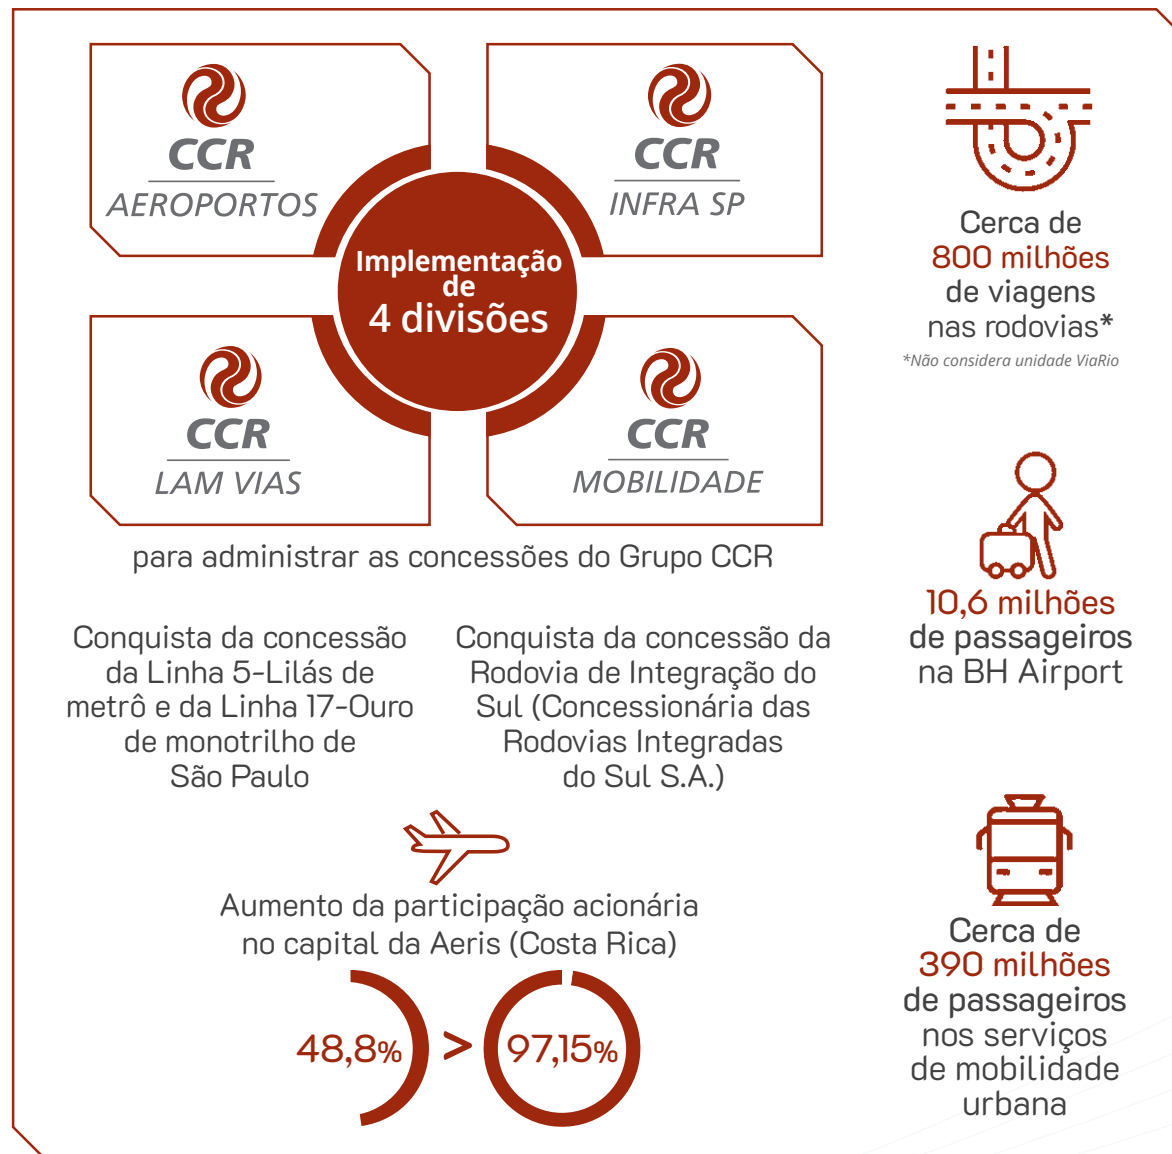 CCR
AEROPORTOS
CCR
INFRA SP
Implementação
de
4 divisões
CCR
LAM VIAS
CCR
MOBILIDADE
para administrar as concessões do Grupo CCR
Conquista da concessão
da Linha 5-Lilás de
metrô e da Linha 17-Ouro
de monotrilho de
São Paulo
Conquista da concessão da
Rodovia de Integração do
Sul (Concessionária das
Rodovias Integradas
do Sul S.A.)
Aumento da participação acionária
no capital da Aeris (Costa Rica)
48,8% > 97,15%
Cerca de
800 milhões
de viagens
nas rodovias*
*Não considera unidade ViaRio
10,6 milhões
de passageiros
na BH Airport
Cerca de
390 milhões
de passageiros
nos serviços
de mobilidade
urbana